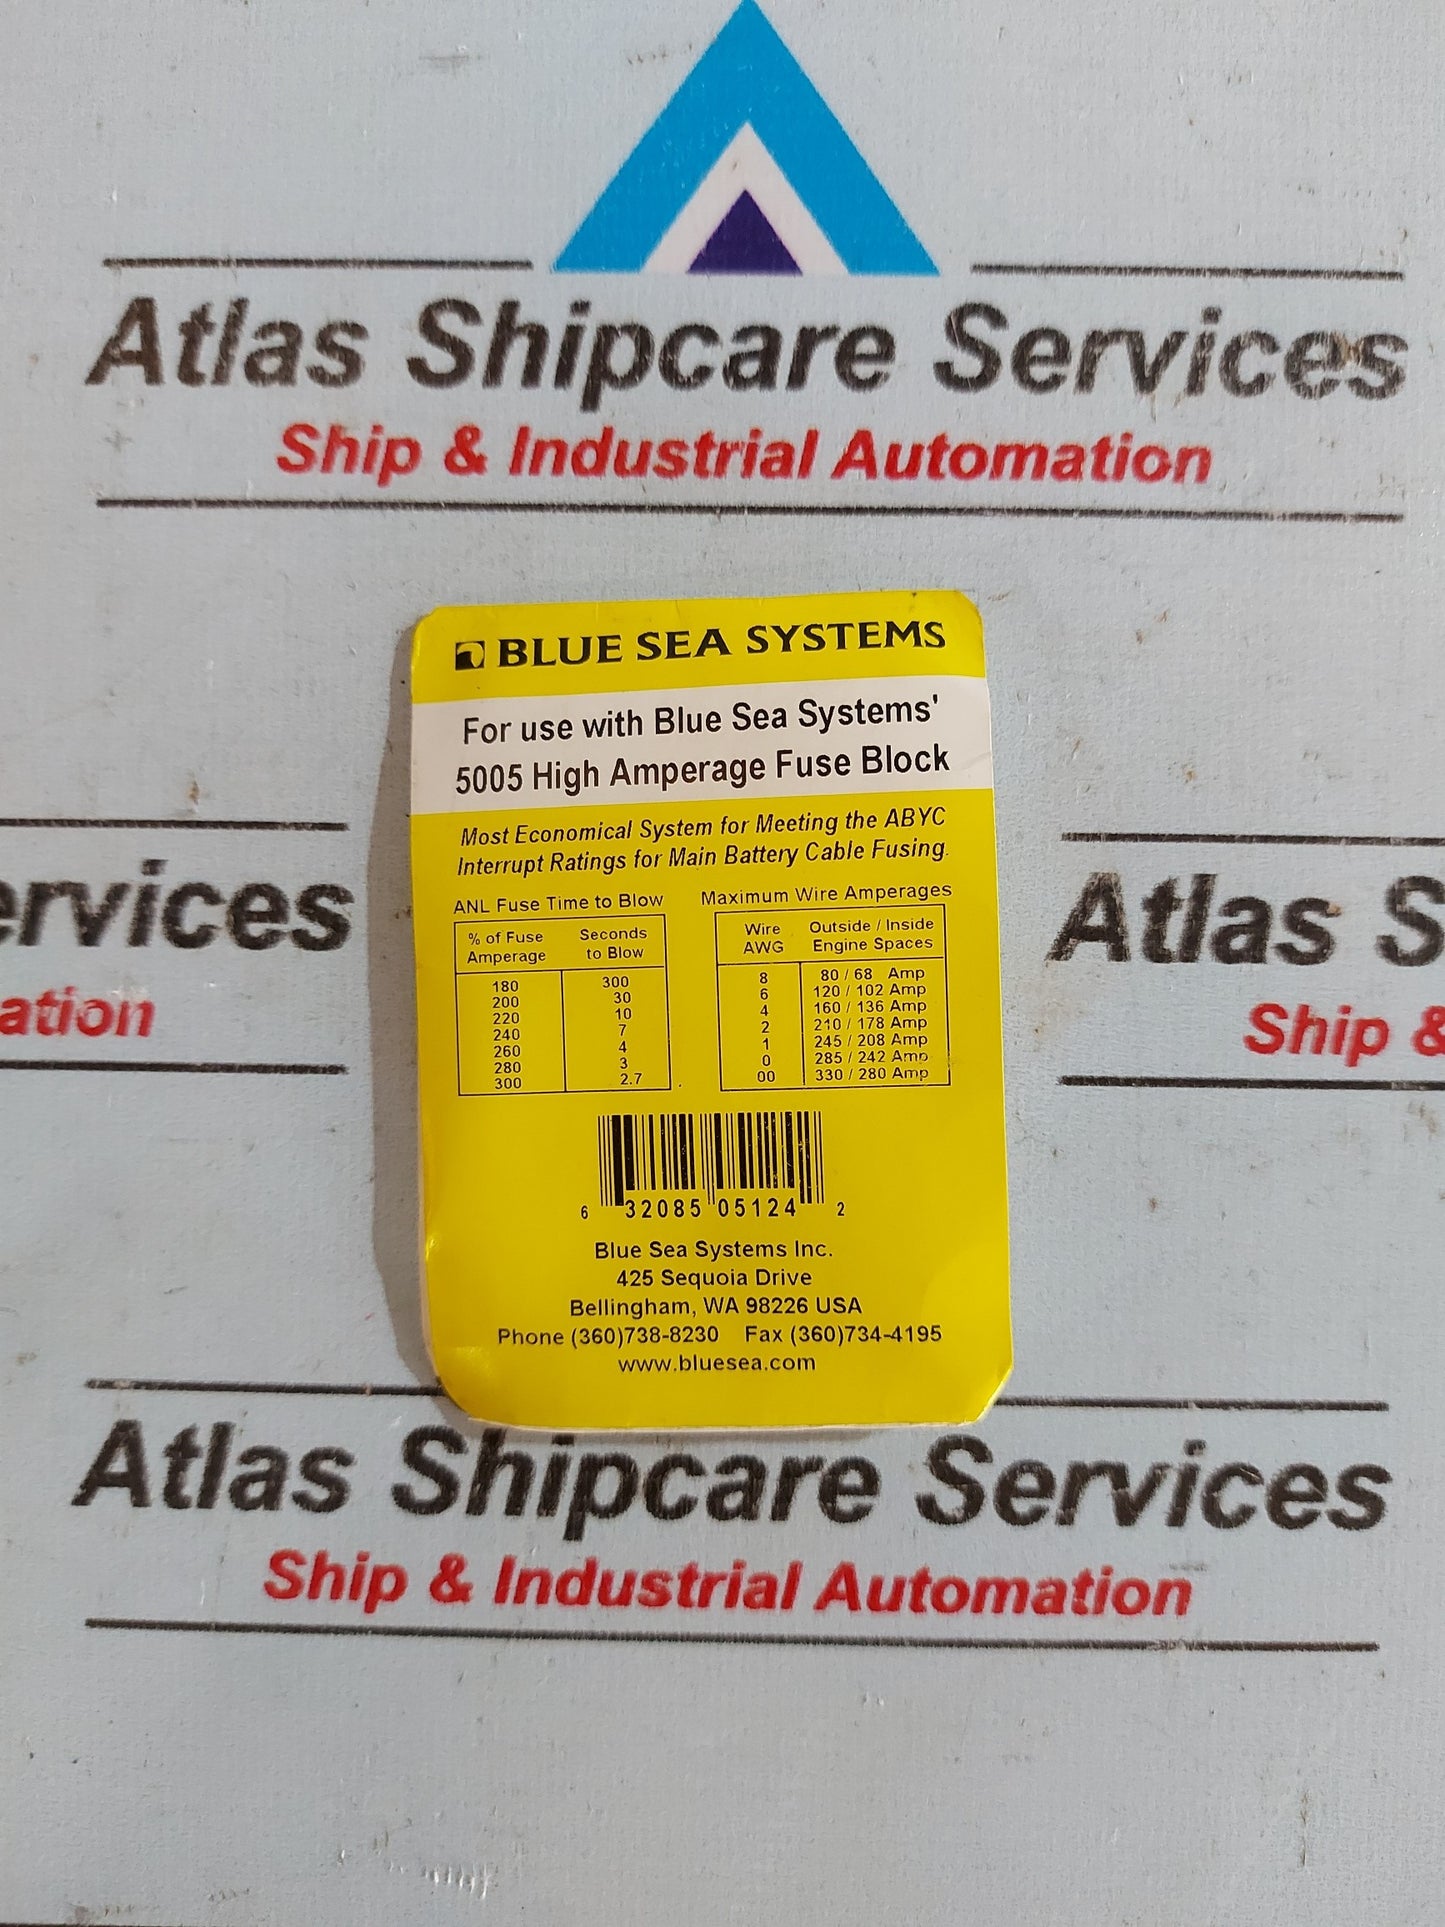 Atlas Shipcare Services
Ship & Industrial Automation
BLUE SEA SYSTEMS
For use with Blue Sea Systems'
5005 High Amperage Fuse Block
Most Economical System for Meeting the ABYC
Interrupt Ratings for Main Battery Cable Fusing.
ANL Fuse Time to Blow
% of Fuse Amperage Seconds to Blow
180 300
200 30
220 10
240 7
260 4
280 3
300 2.7
Maximum Wire Amperages
Wire AWG Outside / Inside Engine Spaces
8 80 / 68 Amp
6 120 / 102 Amp
4 160 / 136 Amp
2 210 / 178 Amp
1 245 / 208 Amp
0 285 / 242 Amp
00 330 / 280 Amp
6 32085 05124 2
Blue Sea Systems Inc.
425 Sequoia Drive
Bellingham, WA 98226 USA
Phone (360)738-8230 Fax (360)734-4195
www.bluesea.com
ervices
ation
Atlas S
Ship &
Atlas Shipcare Services
Ship & Industrial Automation